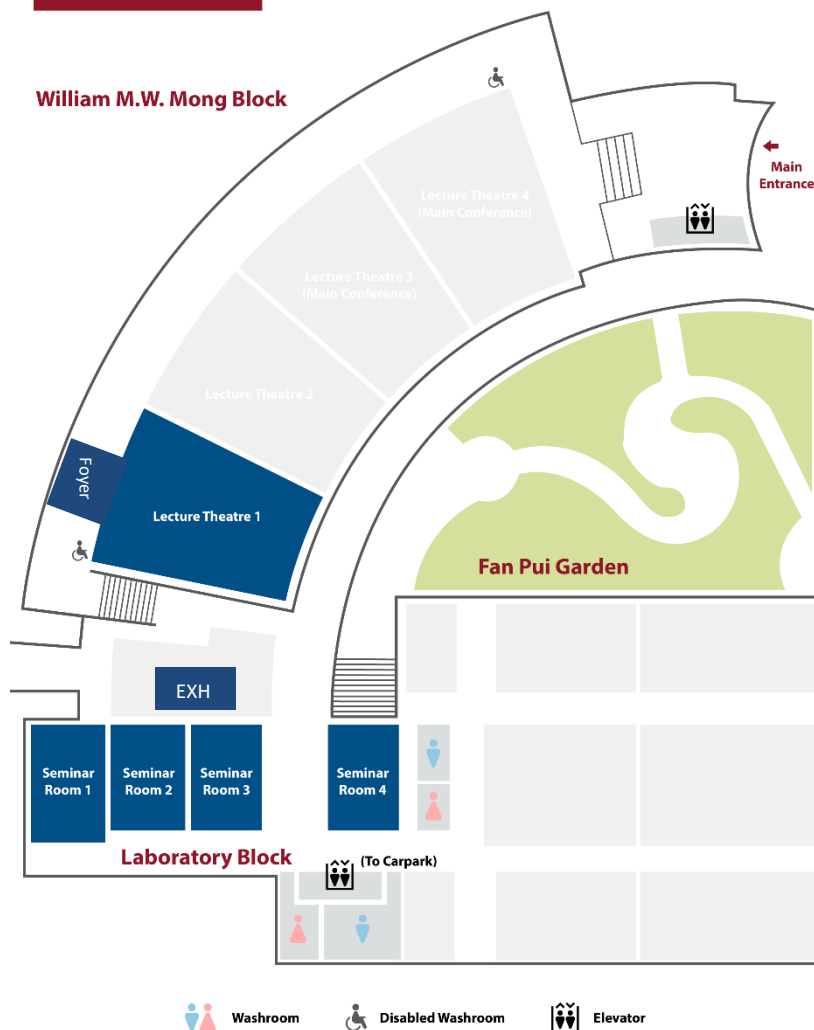 William M.W. Mong Block
Main
Entrance
Lecture Theatre 4
(Main Conference)
Lecture Theatre 3
(Main Conference)
Lecture Theatre 2
Foyer
Lecture Theatre 1
Fan Pui Garden
EXH
Seminar
Room 1
Seminar
Room 2
Seminar
Room 3
Seminar
Room 4
Laboratory Block
(To Carpark)
Washroom
Disabled Washroom
Elevator